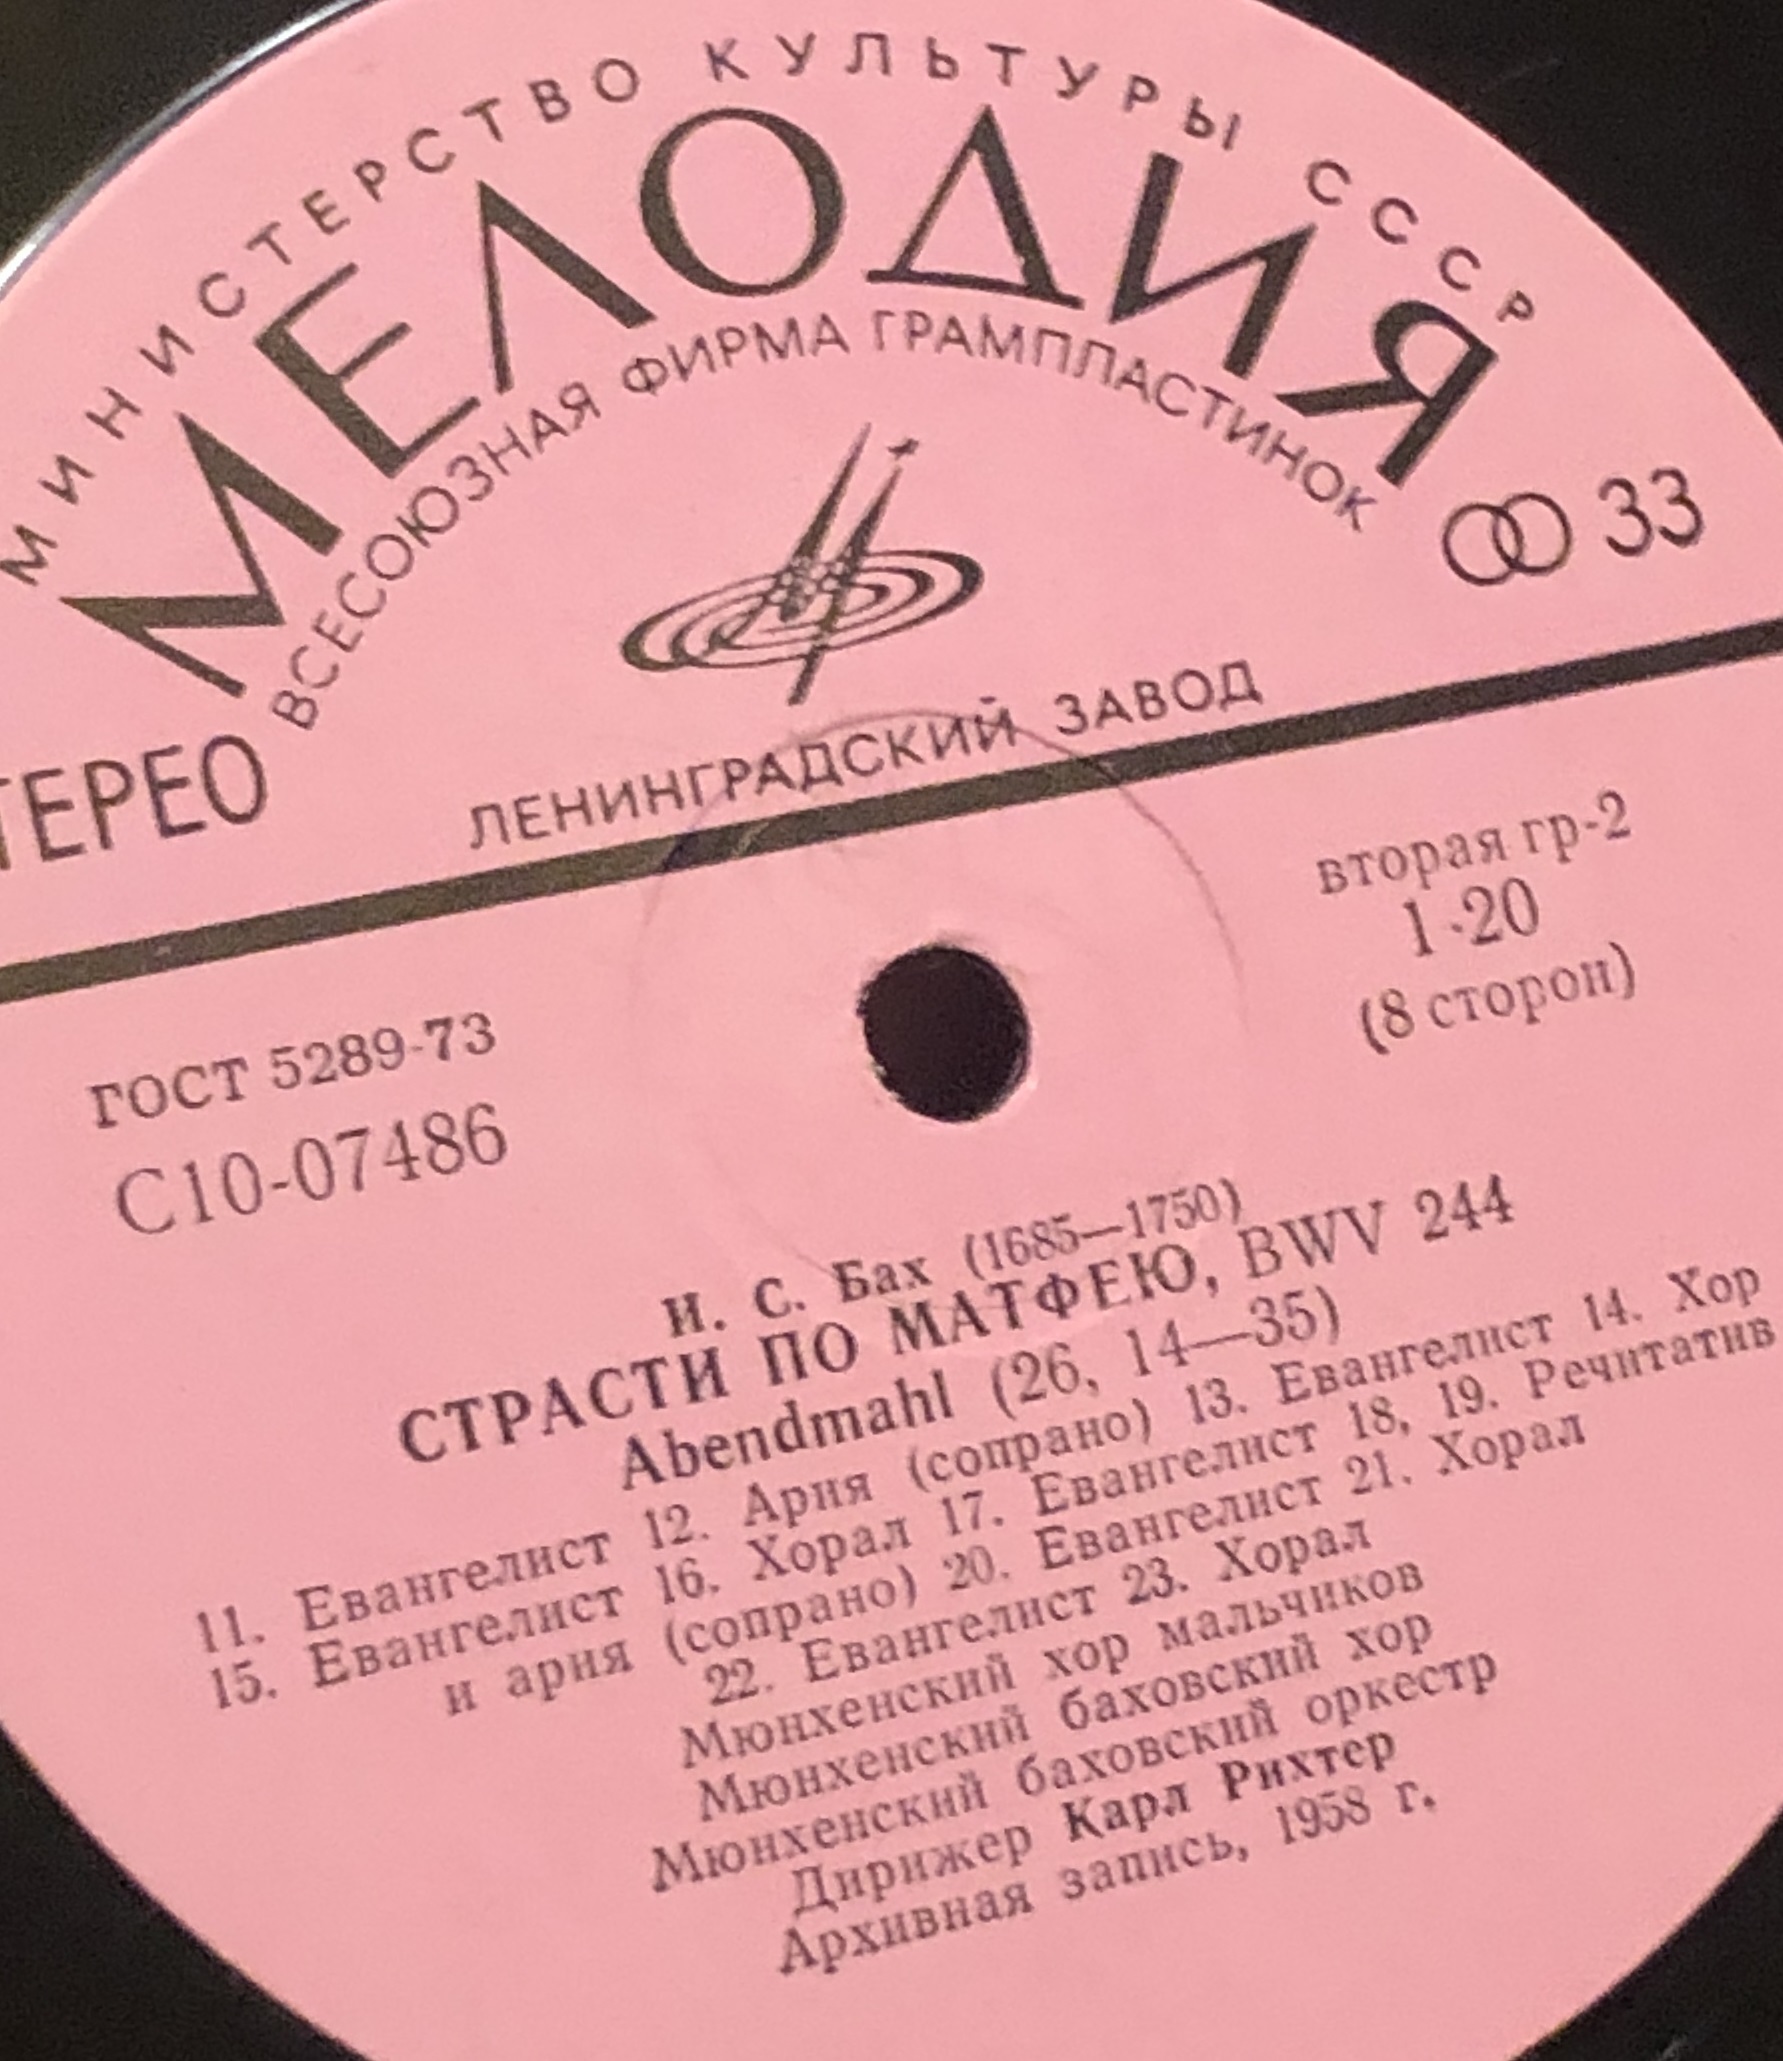 МИНИСТЕРСТВО КУЛЬТУРЫ СССР
МЕЛОДИЯ
ВСЕСОЮЗНАЯ ФИРМА ГРАМПЛАСТИНОК
33
ТЕРЕО
ЛЕНИНГРАДСКИЙ ЗАВОД
вторая гр-2
1-20
(8 сторон)
ГОСТ 5289-73
С10-07486
И. С. Бах (1685—1750)
СТРАСТИ ПО МАТФЕЮ, BWV 244
Abendmahl (26, 14—35)
11. Евангелист 12. Ария (сопрано) 13. Евангелист 14. Хор
15. Евангелист 16. Хорал 17. Евангелист 18, 19. Речитатив
и ария (сопрано) 20. Евангелист 21. Хорал
22. Евангелист 23. Хорал
Мюнхенский хор мальчиков
Мюнхенский баховский хор
Мюнхенский баховский оркестр
Дирижер Карл Рихтер
Архивная запись, 1958 г.